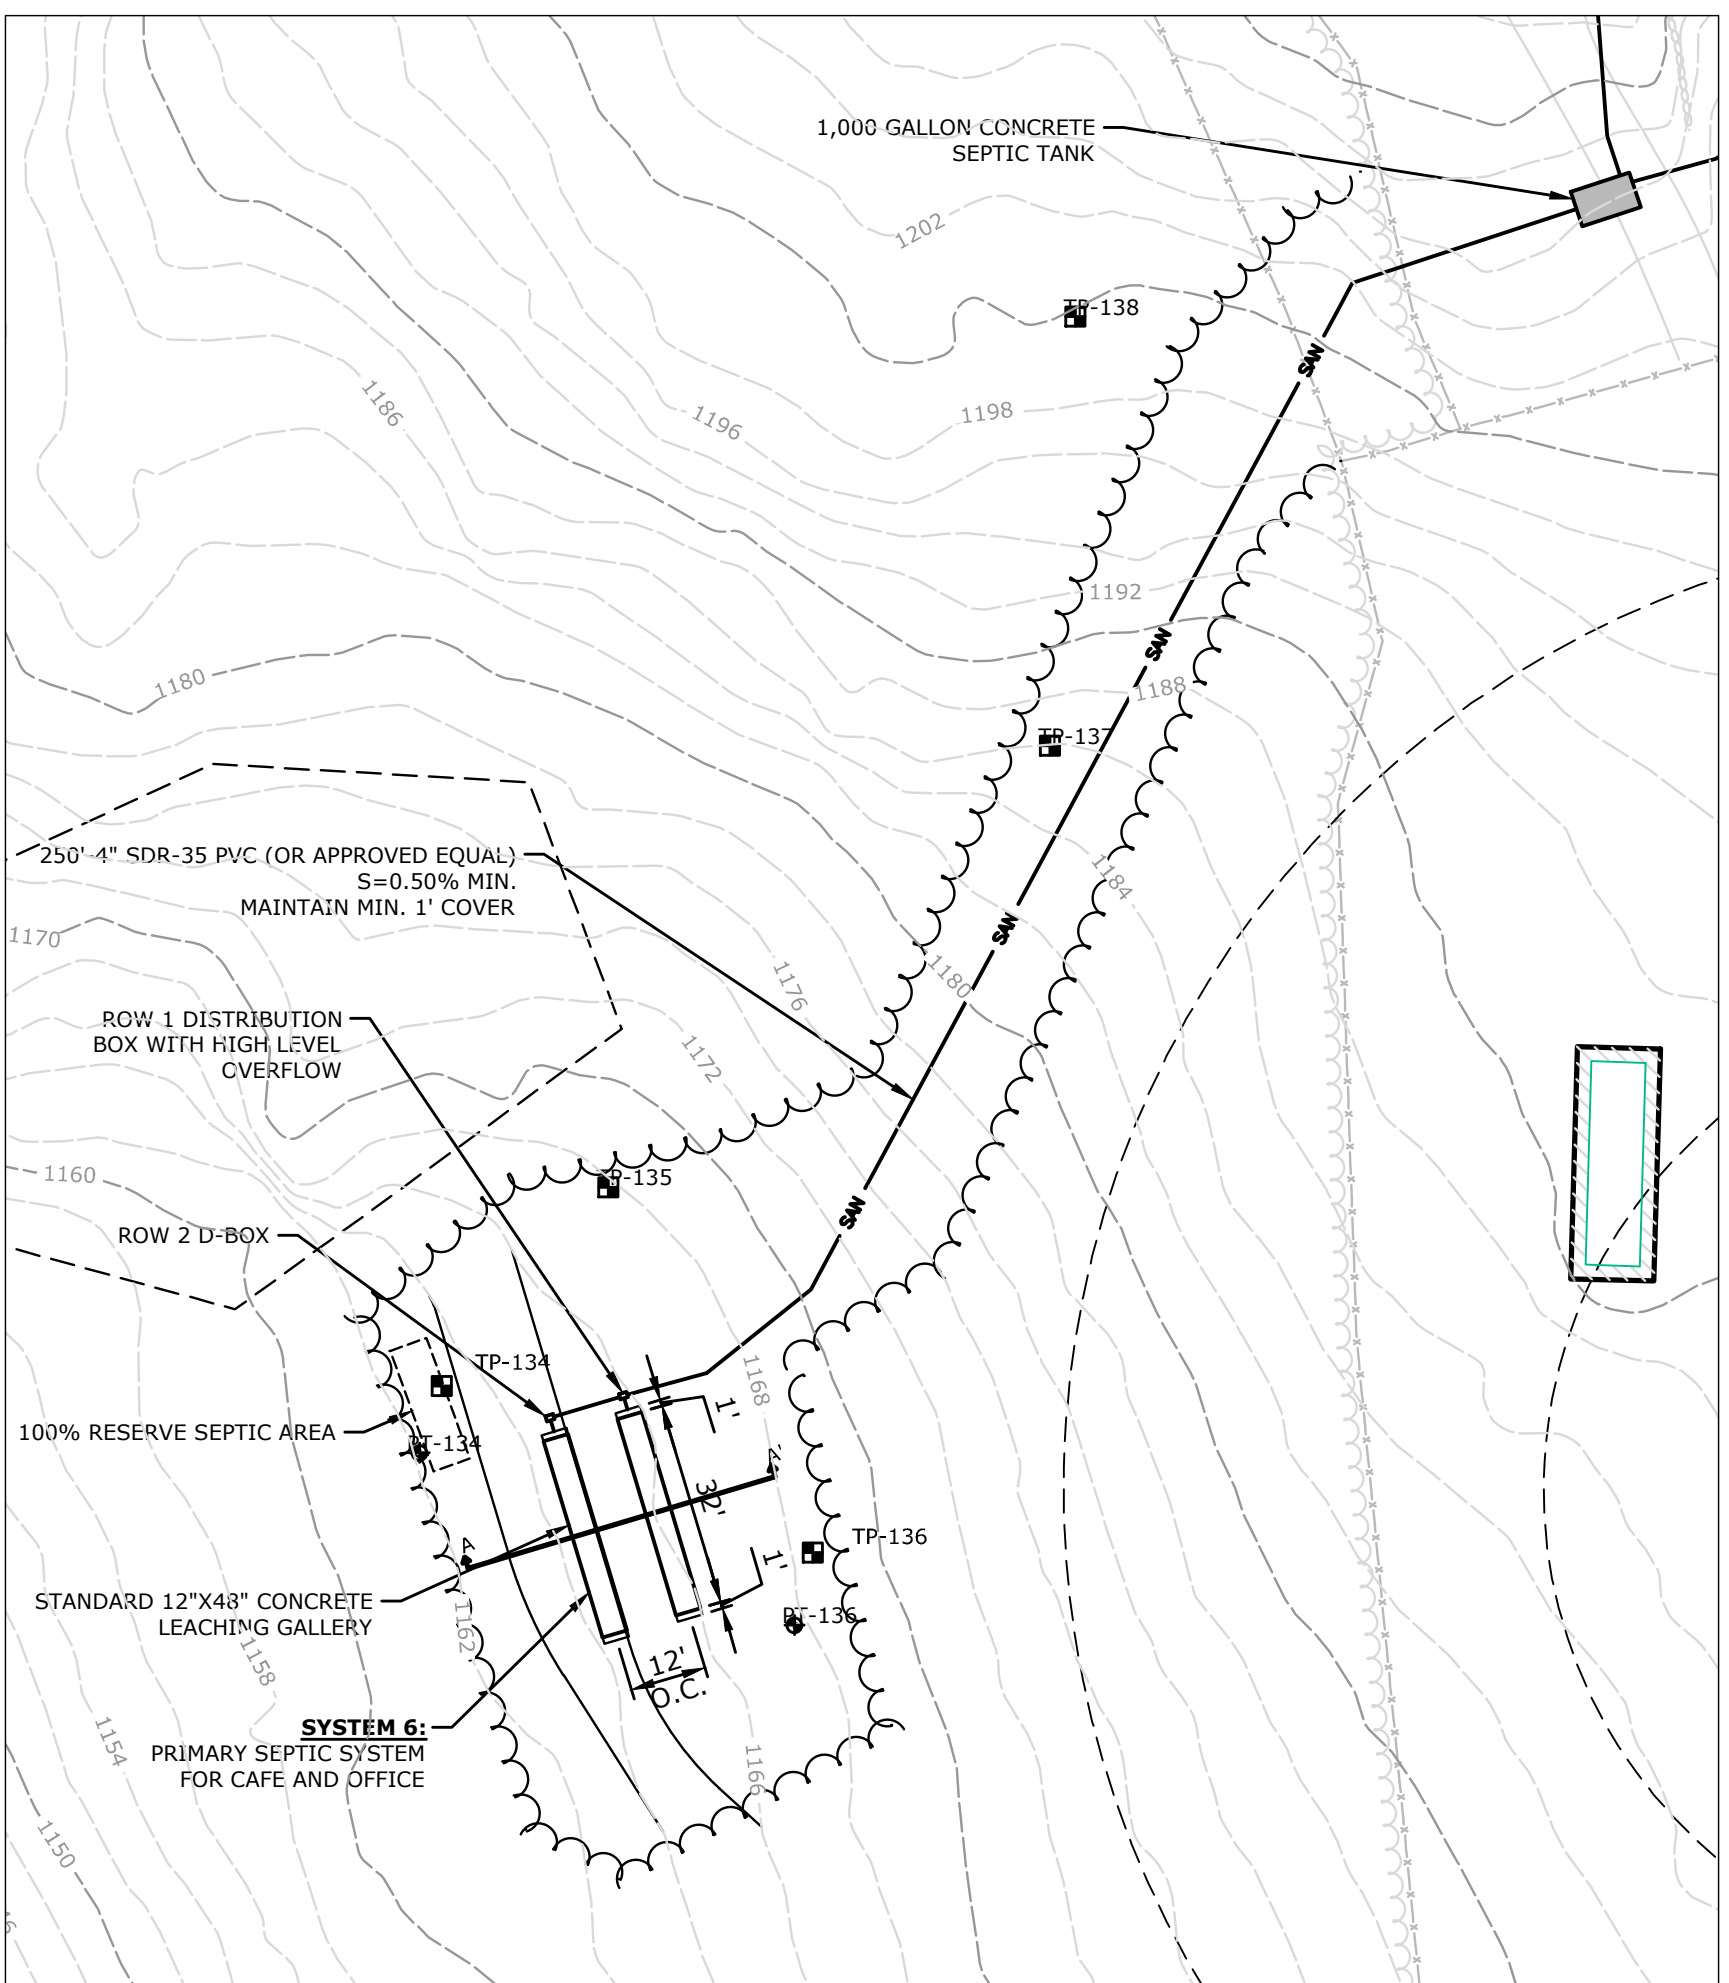 1,000 GALLON CONCRETE
SEPTIC TANK
1202
TP-138
SAN
1186
1196
1198
1192
SAN
1180
1188
TP-137
250'-4" SDR-35 PVC (OR APPROVED EQUAL)
S=0.50% MIN.
MAINTAIN MIN. 1' COVER
1184
1170
SAN
1176
1180
ROW 1 DISTRIBUTION
BOX WITH HIGH LEVEL
OVERFLOW
1172
1160
TP-135
SAN
ROW 2 D-BOX
TP-134
1168
1'
100% RESERVE SEPTIC AREA
PT-134
A'
32'
A
TP-136
1'
STANDARD 12"X48" CONCRETE
LEACHING GALLERY
1162
PT-136
1158
12'
O.C.
SYSTEM 6:
PRIMARY SEPTIC SYSTEM
FOR CAFE AND OFFICE
1154
1166
1150